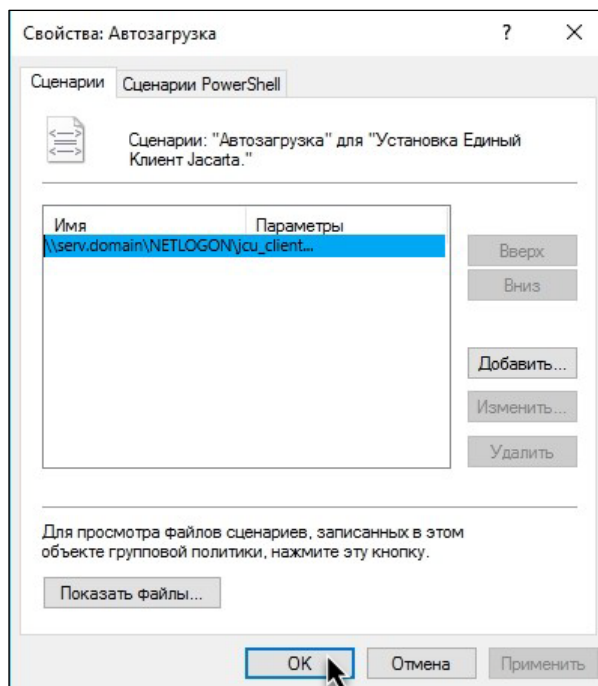 Свойства: Автозагрузка
?
Сценарии
Сценарии PowerShell
Сценарии: "Автозагрузка" для "Установка Единый
Клиент Jacarta."
Имя
Параметры
\\serv.domain\NETLOGON\jcu_client...
Вверх
Вниз
Добавить...
Изменить...
Удалить
Для просмотра файлов сценариев, записанных в этом
объекте групповой политики, нажмите эту кнопку.
Показать файлы...
ОК
Отмена
Применить